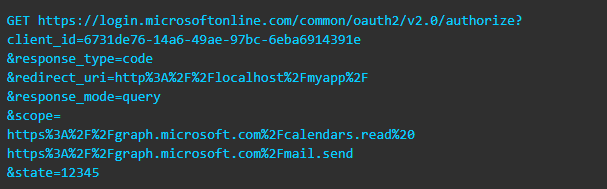 GET https://login.microsoftonline.com/common/oauth2/v2.0/authorize?
client_id=6731de76-14a6-49ae-97bc-6eba6914391e
&response_type=code
&redirect_uri=http%3A%2F%2Flocalhost%2Fmyapp%2F
&response_mode=query
&scope=
https%3A%2F%2Fgraph.microsoft.com%2Fcalendars.read%20
https%3A%2F%2Fgraph.microsoft.com%2Fmail.send
&state=12345